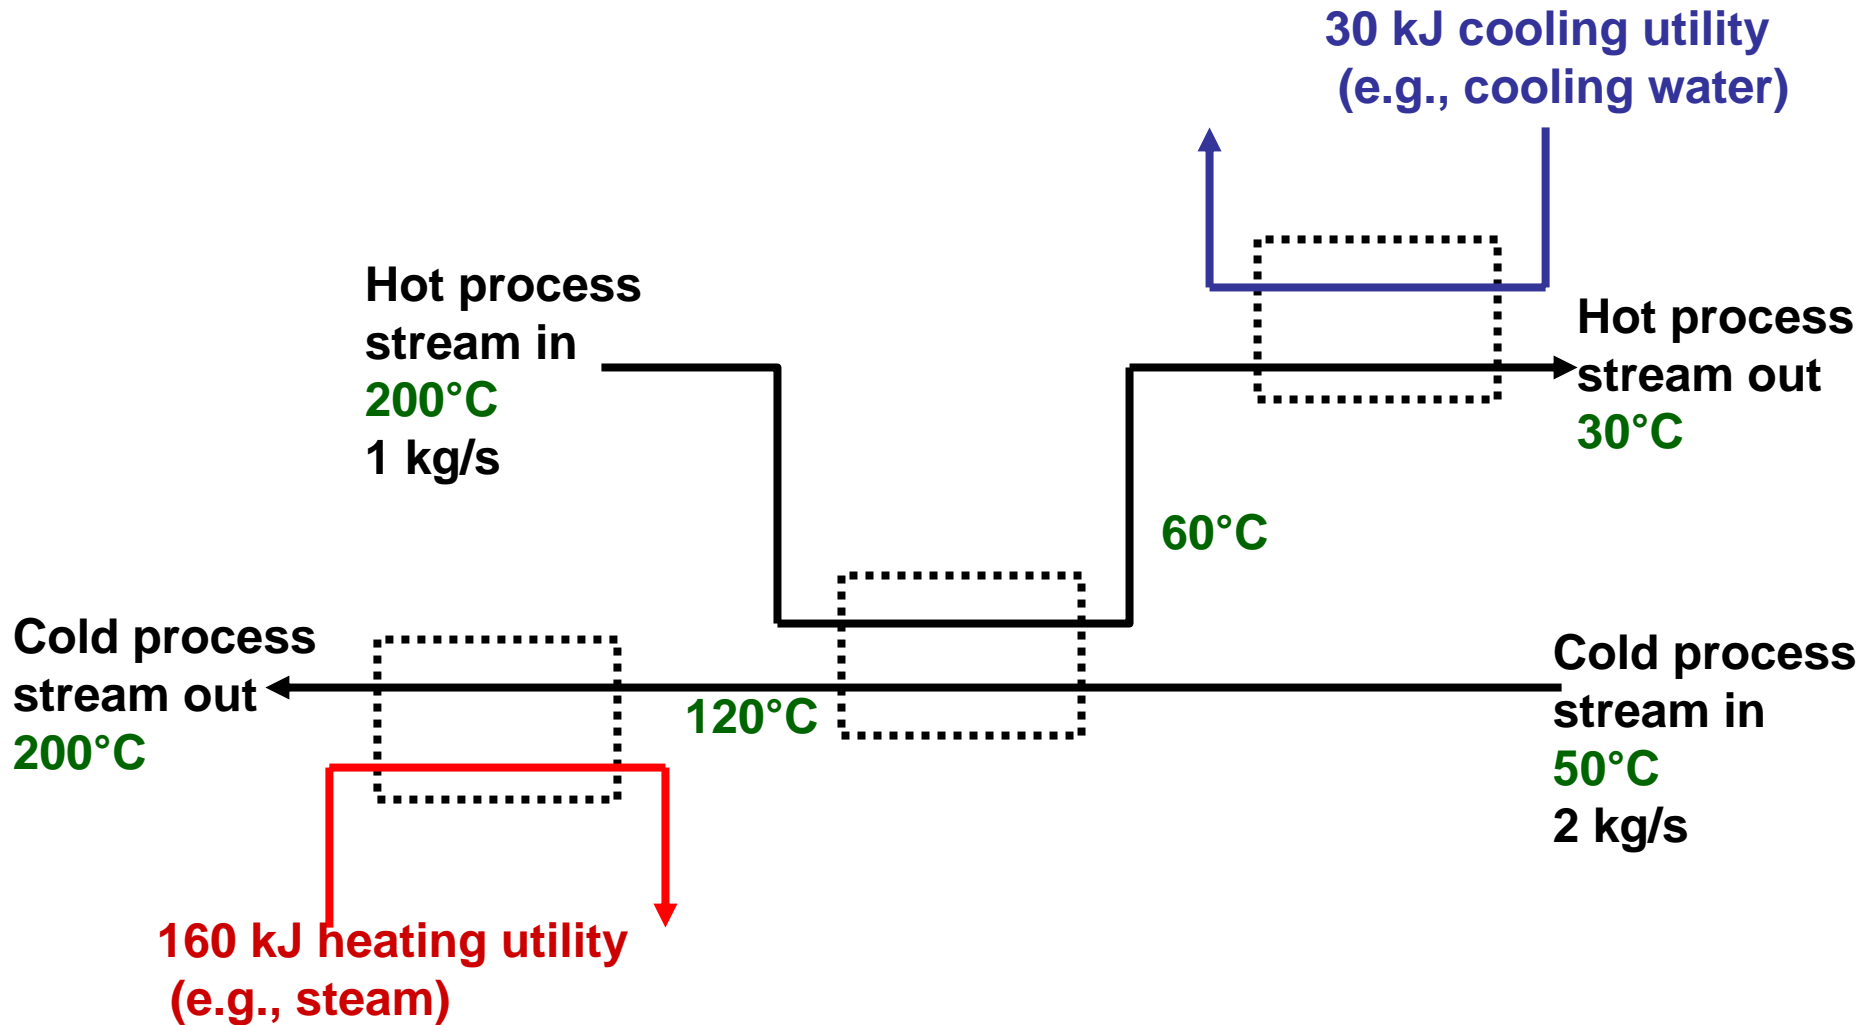 30 kJ cooling utility
(e.g., cooling water)
Hot process
stream in
200°C
1 kg/s
Hot process
stream out
30°C
60°C
Cold process
stream out
200°C
120°C
Cold process
stream in
50°C
2 kg/s
160 kJ heating utility
(e.g., steam)